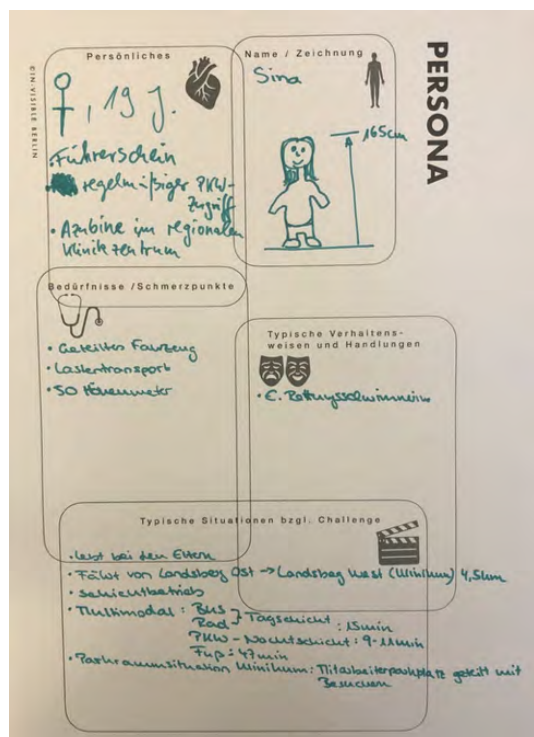 PERSONA
©IN-VISIBLE BERLIN
Persönliches
♀, 19 J.
• Führerschein
• regelmäßiger PKW-
Zugriff
• Azubine im regionalen
Klinikzentrum
Name / Zeichnung
Sina
165cm
Bedürfnisse /Schmerzpunkte
• Geteiltes Fahrzeug
• Lastentransport
• 50 Höhenmeter
Typische Verhaltens-
weisen und Handlungen
• Rettungsschwimmerin
Typische Situationen bzgl. Challenge
• Lebt bei den Eltern
• Fährt von Landsberg Ost → Landsberg West (Klinikum) 4,5km
• Schichtbetrieb
• Multimodal: Bus
Rad } Tagschicht : 15min
PKW - Nachtschicht : 9-11min
Fuß = 47min
• Parkraumsituation Klinikum: Mitarbeiterparkplatz geteilt mit
Besuchern